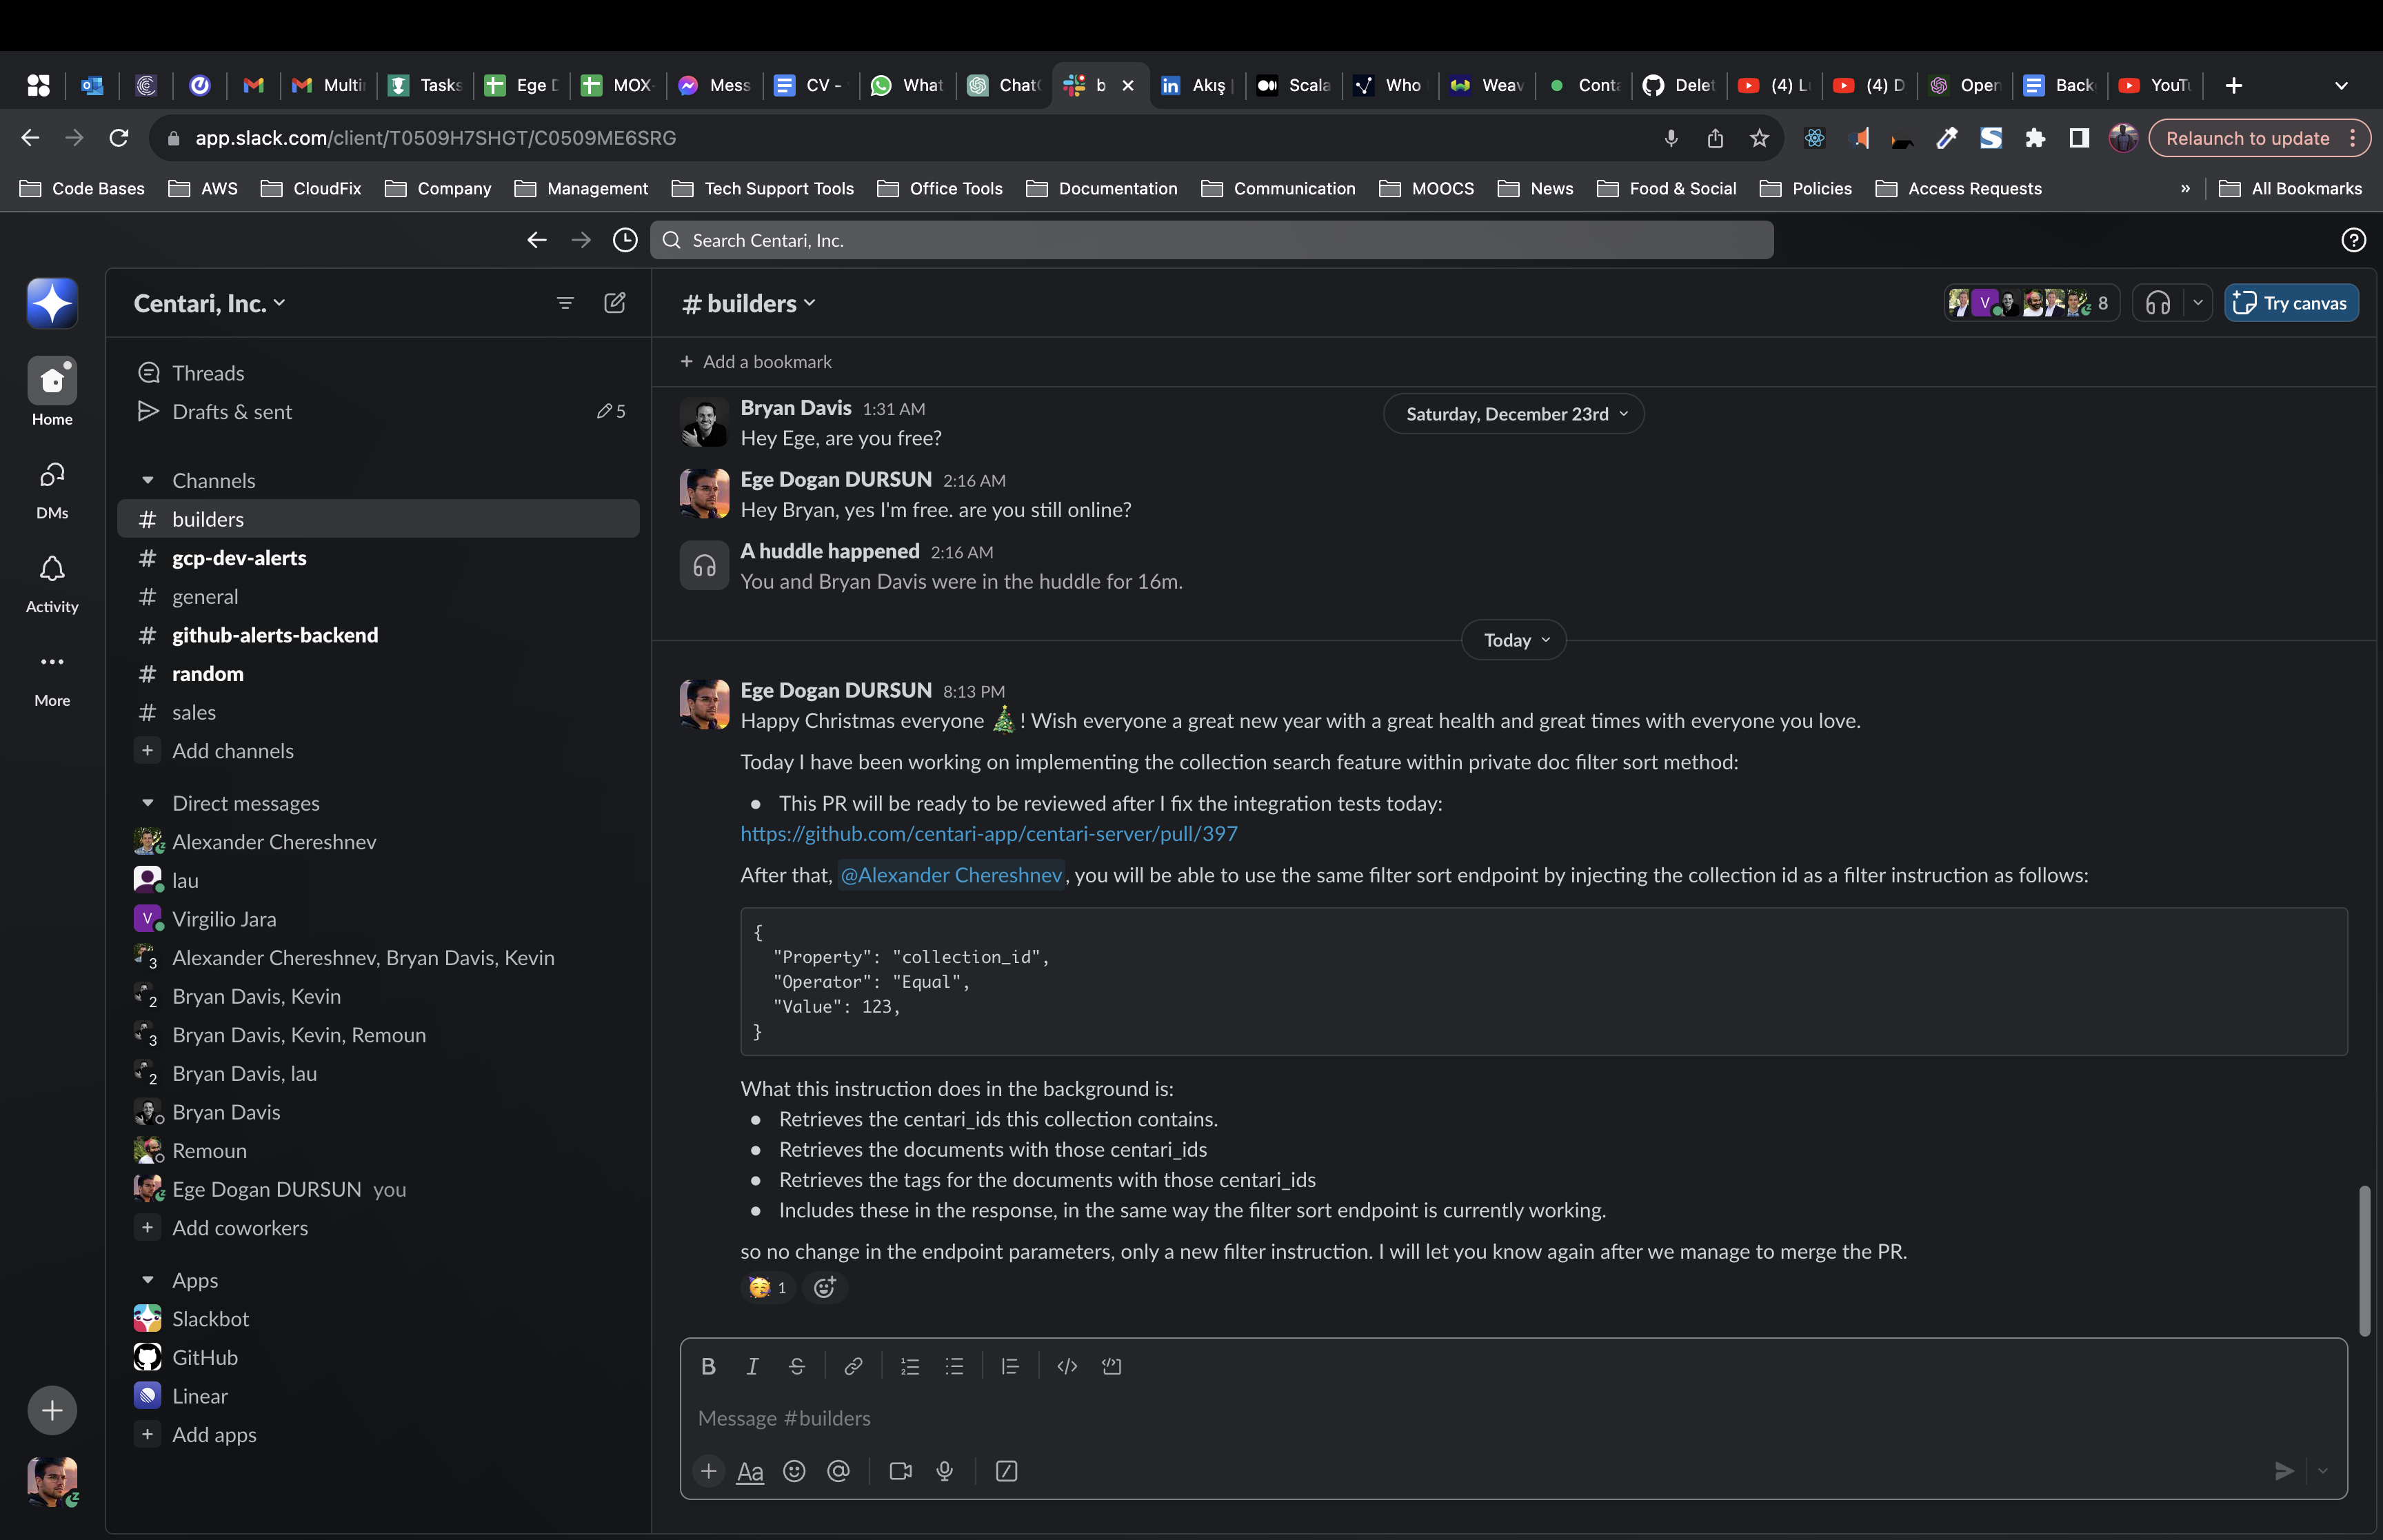 Multi
Tasks
Ege D
MOX-
Mess
CV -
What
Chat
b
Akış
Scala
Who
Weav
Conta
Delet
(4) L
(4) D
Open
Back
YouTu
app.slack.com/client/T0509H7SHGT/C0509ME6SRG
Relaunch to update
Code Bases
AWS
CloudFix
Company
Management
Tech Support Tools
Office Tools
Documentation
Communication
MOOCS
News
Food & Social
Policies
Access Requests
»
All Bookmarks
Search Centari, Inc.
Home
DMs
Activity
More
Centari, Inc.
Threads
Drafts & sent
5
Channels
# builders
# gcp-dev-alerts
# general
# github-alerts-backend
# random
# sales
+ Add channels
Direct messages
Alexander Chereshnev
lau
V Virgilio Jara
3 Alexander Chereshnev, Bryan Davis, Kevin
2 Bryan Davis, Kevin
3 Bryan Davis, Kevin, Remoun
2 Bryan Davis, lau
Bryan Davis
Remoun
Ege Dogan DURSUN you
+ Add coworkers
Apps
Slackbot
GitHub
Linear
+ Add apps
# builders
V
8
Try canvas
+ Add a bookmark
Saturday, December 23rd
Bryan Davis 1:31 AM
Hey Ege, are you free?
Ege Dogan DURSUN 2:16 AM
Hey Bryan, yes I'm free. are you still online?
A huddle happened 2:16 AM
You and Bryan Davis were in the huddle for 16m.
Today
Ege Dogan DURSUN 8:13 PM
Happy Christmas everyone 🎄! Wish everyone a great new year with a great health and great times with everyone you love.
Today I have been working on implementing the collection search feature within private doc filter sort method:
• This PR will be ready to be reviewed after I fix the integration tests today:
https://github.com/centari-app/centari-server/pull/397
After that, @Alexander Chereshnev, you will be able to use the same filter sort endpoint by injecting the collection id as a filter instruction as follows:
{
"Property": "collection_id",
"Operator": "Equal",
"Value": 123,
}
What this instruction does in the background is:
• Retrieves the centari_ids this collection contains.
• Retrieves the documents with those centari_ids
• Retrieves the tags for the documents with those centari_ids
• Includes these in the response, in the same way the filter sort endpoint is currently working.
so no change in the endpoint parameters, only a new filter instruction. I will let you know again after we manage to merge the PR.
🥳 1
B I S
Message #builders
+ Aa @